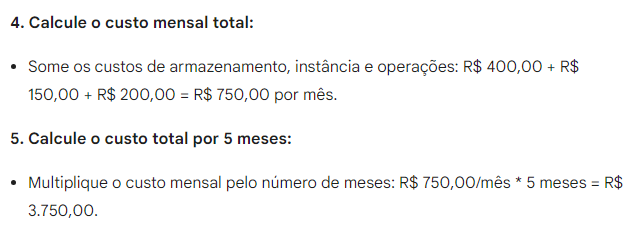 4. Calcule o custo mensal total:
• Some os custos de armazenamento, instância e operações: R$ 400,00 + R$
150,00 + R$ 200,00 = R$ 750,00 por mês.
5. Calcule o custo total por 5 meses:
• Multiplique o custo mensal pelo número de meses: R$ 750,00/mês * 5 meses = R$
3.750,00.